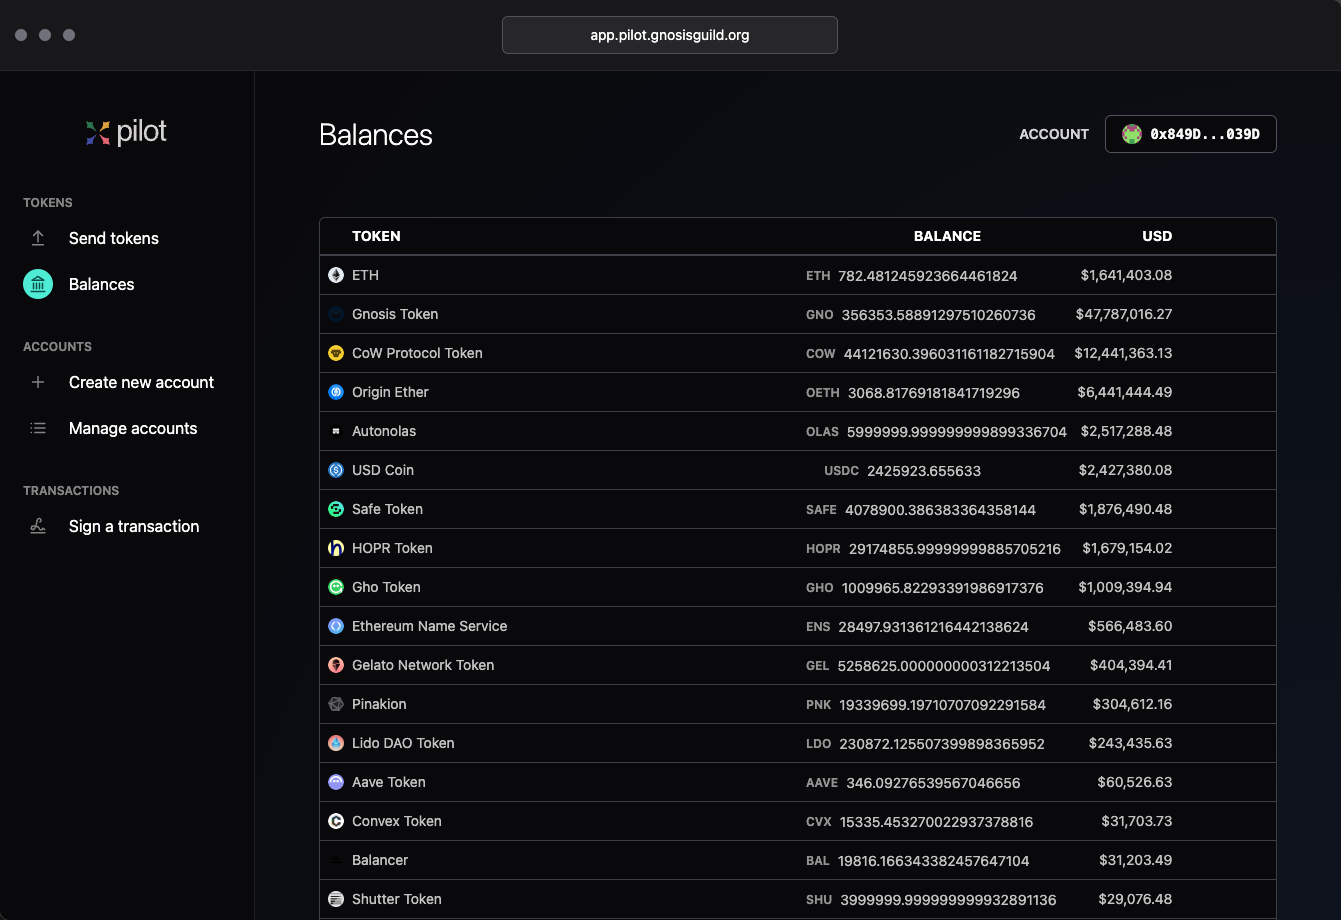 app.pilot.gnosisguild.org
pilot
TOKENS
Send tokens
Balances
ACCOUNTS
Create new account
Manage accounts
TRANSACTIONS
Sign a transaction
Balances
ACCOUNT 0x849D...039D
TOKEN BALANCE USD
ETH ETH 782.481245923664461824 $1,641,403.08
Gnosis Token GNO 356353.58891297510260736 $47,787,016.27
CoW Protocol Token COW 44121630.396031161182715904 $12,441,363.13
Origin Ether OETH 3068.81769181841719296 $6,441,444.49
Autonolas OLAS 5999999.999999999899336704 $2,517,288.48
USD Coin USDC 2425923.655633 $2,427,380.08
Safe Token SAFE 4078900.386383364358144 $1,876,490.48
HOPR Token HOPR 29174855.99999999885705216 $1,679,154.02
Gho Token GHO 1009965.82293391986917376 $1,009,394.94
Ethereum Name Service ENS 28497.931361216442138624 $566,483.60
Gelato Network Token GEL 5258625.000000000312213504 $404,394.41
Pinakion PNK 19339699.19710707092291584 $304,612.16
Lido DAO Token LDO 230872.125507399898365952 $243,435.63
Aave Token AAVE 346.09276539567046656 $60,526.63
Convex Token CVX 15335.453270022937378816 $31,703.73
Balancer BAL 19816.166343382457647104 $31,203.49
Shutter Token SHU 3999999.999999999932891136 $29,076.48